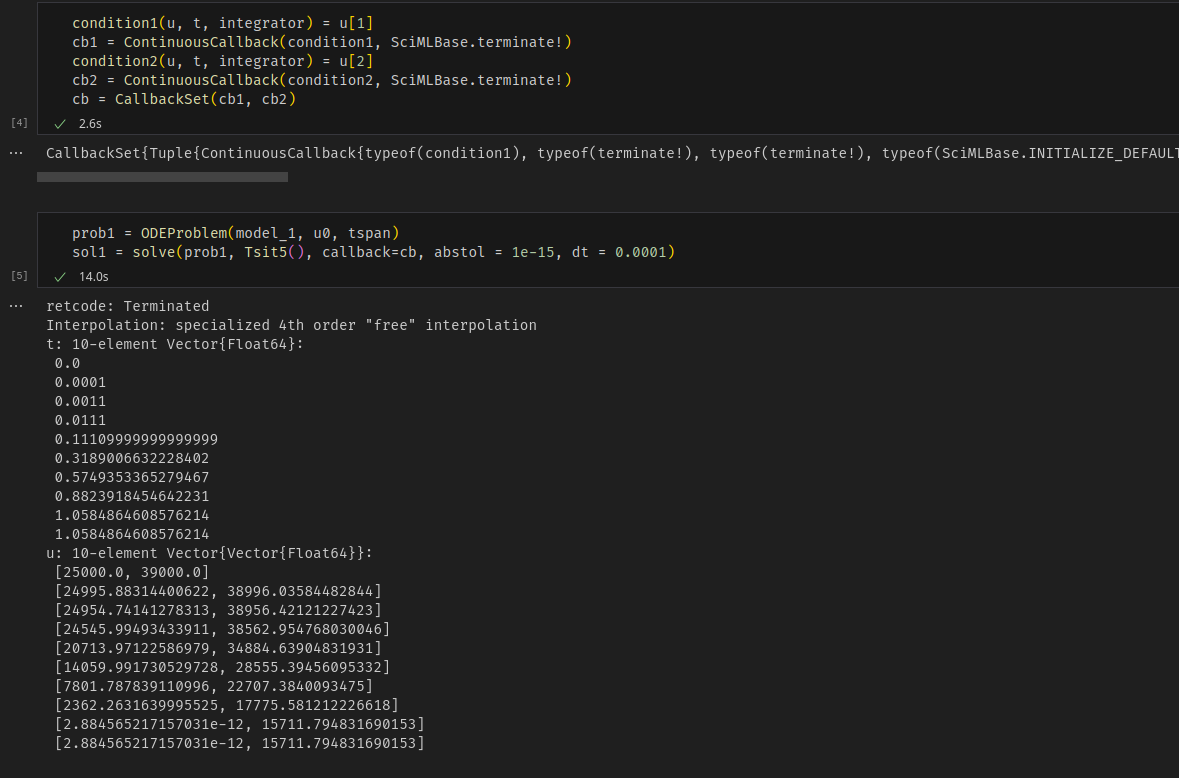 condition1(u, t, integrator) = u[1]
cb1 = ContinuousCallback(condition1, SciMLBase.terminate!)
condition2(u, t, integrator) = u[2]
cb2 = ContinuousCallback(condition2, SciMLBase.terminate!)
cb = CallbackSet(cb1, cb2)
[4] ✓ 2.6s
... CallbackSet{Tuple{ContinuousCallback{typeof(condition1), typeof(terminate!), typeof(terminate!), typeof(SciMLBase.INITIALIZE_DEFAULT
prob1 = ODEProblem(model_1, u0, tspan)
sol1 = solve(prob1, Tsit5(), callback=cb, abstol = 1e-15, dt = 0.0001)
[5] ✓ 14.0s
... retcode: Terminated
Interpolation: specialized 4th order "free" interpolation
t: 10-element Vector{Float64}:
0.0
0.0001
0.0011
0.0111
0.11109999999999999
0.3189006632228402
0.5749353365279467
0.8823918454642231
1.0584864608576214
1.0584864608576214
u: 10-element Vector{Vector{Float64}}:
[25000.0, 39000.0]
[24995.88314400622, 38996.03584482844]
[24954.74141278313, 38956.42121227423]
[24545.99493433911, 38562.954768030046]
[20713.97122586979, 34884.63904831931]
[14059.991730529728, 28555.39456095332]
[7801.787839110996, 22707.3840093475]
[2362.2631639995525, 17775.581212226618]
[2.884565217157031e-12, 15711.794831690153]
[2.884565217157031e-12, 15711.794831690153]